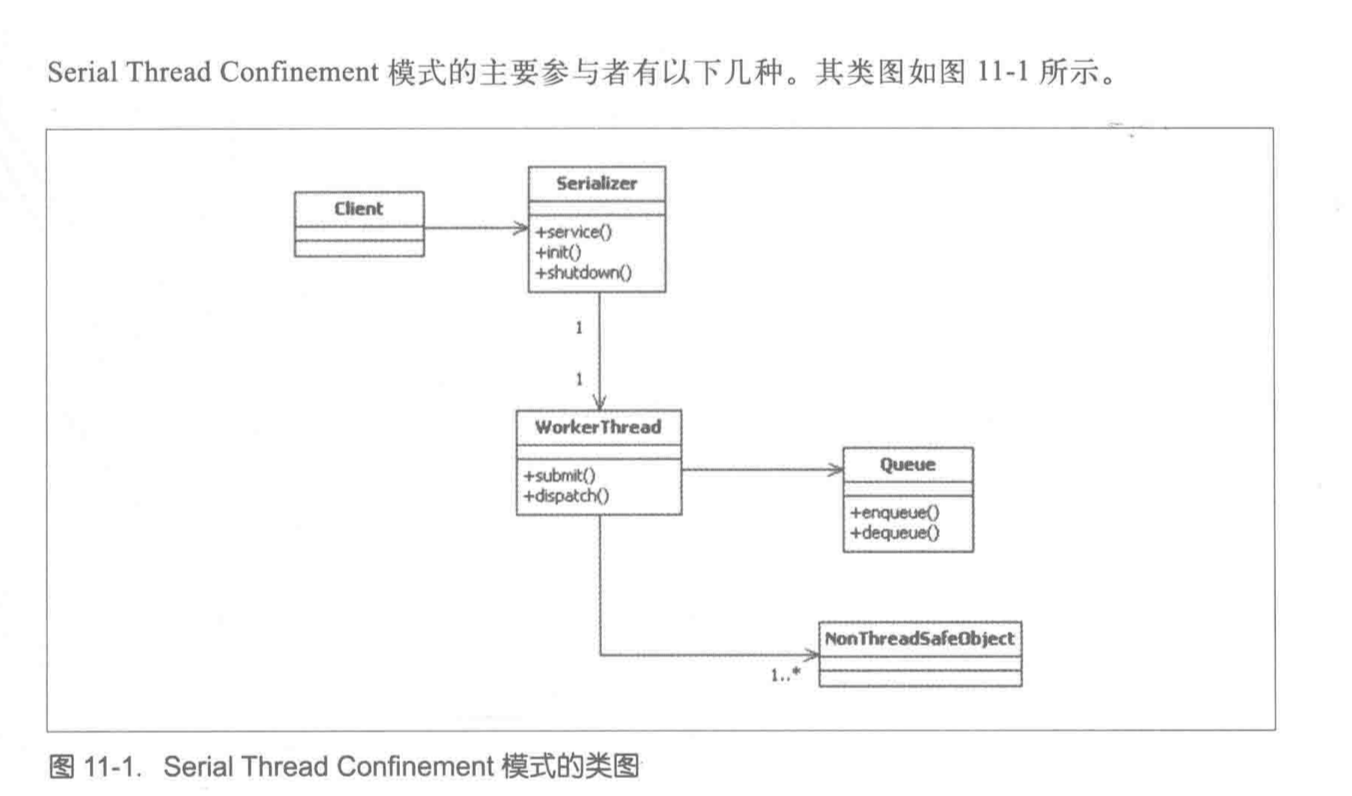 Serial Thread Confinement 模式的主要参与者有以下几种。其类图如图 11-1 所示。
Serializer
Client
+service()
+init()
+shutdown()
1
1
WorkerThread
+submit()
+dispatch()
Queue
+enqueue()
+dequeue()
NonThreadSafeObject
1..*
图 11-1. Serial Thread Confinement 模式的类图